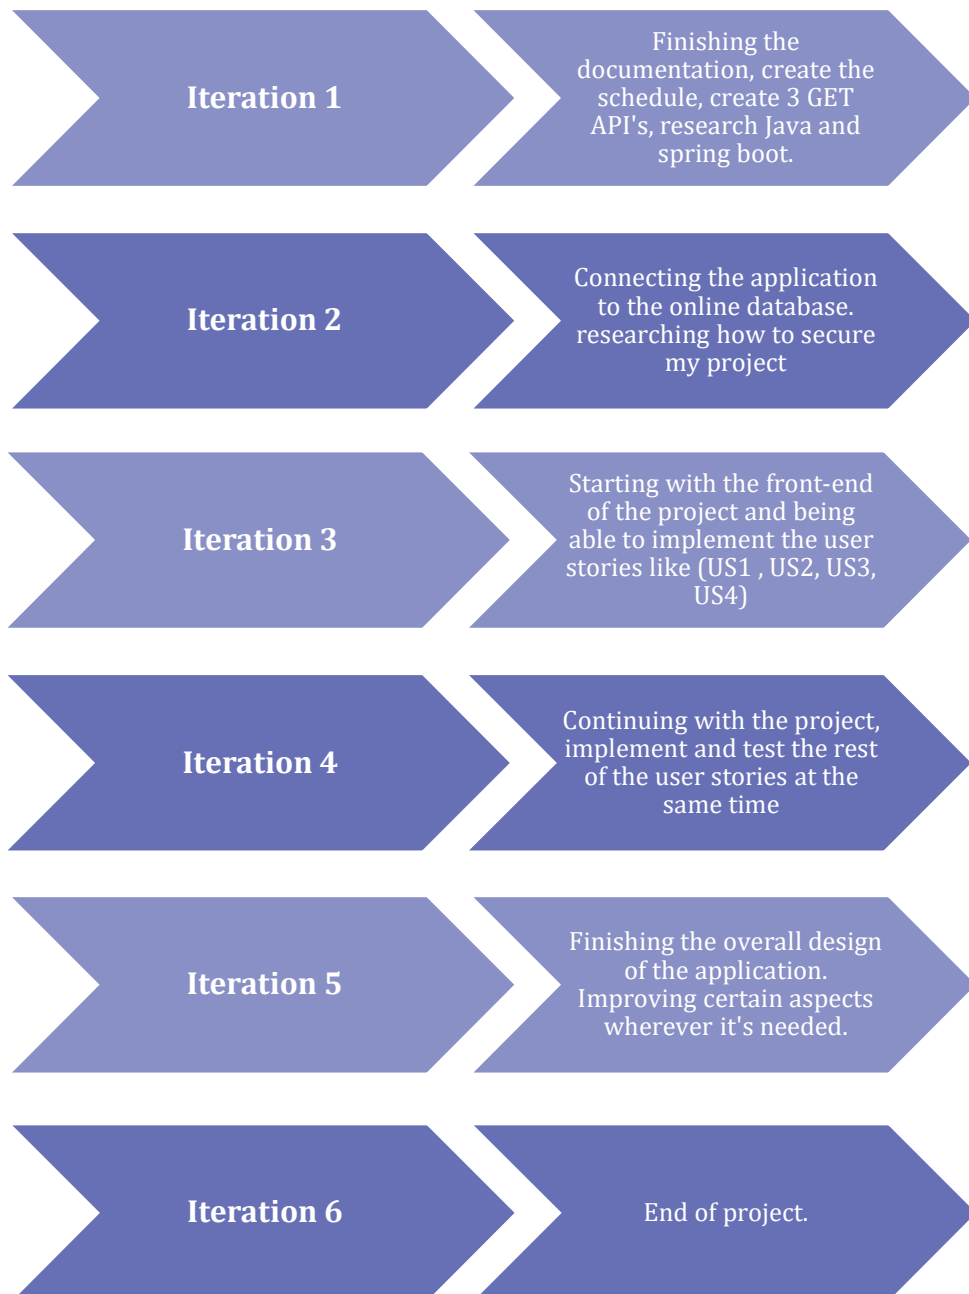 Iteration 1
Finishing the
documentation, create the
schedule, create 3 GET
API's, research Java and
spring boot.
Iteration 2
Connecting the application
to the online database.
researching how to secure
my project
Iteration 3
Starting with the front-end
of the project and being
able to implement the user
stories like (US1 , US2, US3,
US4)
Iteration 4
Continuing with the project,
implement and test the rest
of the user stories at the
same time
Iteration 5
Finishing the overall design
of the application.
Improving certain aspects
wherever it's needed.
Iteration 6
End of project.